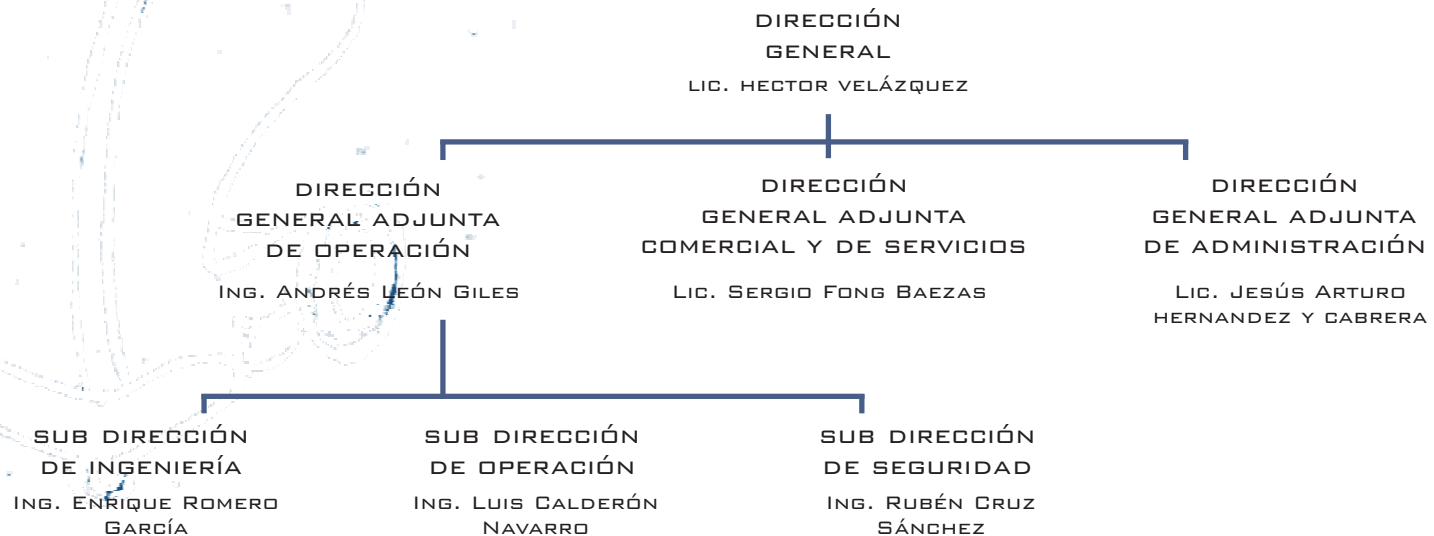 DIRECCIÓN
GENERAL
LIC. HECTOR VELÁZQUEZ
DIRECCIÓN
GENERAL ADJUNTA
DE OPERACIÓN
ING. ANDRÉS LEÓN GILES
DIRECCIÓN
GENERAL ADJUNTA
COMERCIAL Y DE SERVICIOS
LIC. SERGIO FONG BAEZAS
DIRECCIÓN
GENERAL ADJUNTA
DE ADMINISTRACIÓN
LIC. JESÚS ARTURO
HERNANDEZ Y CABRERA
SUB DIRECCIÓN
DE INGENIERÍA
ING. ENRIQUE ROMERO
GARCÍA
SUB DIRECCIÓN
DE OPERACIÓN
ING. LUIS CALDERÓN
NAVARRO
SUB DIRECCIÓN
DE SEGURIDAD
ING. RUBÉN CRUZ
SÁNCHEZ